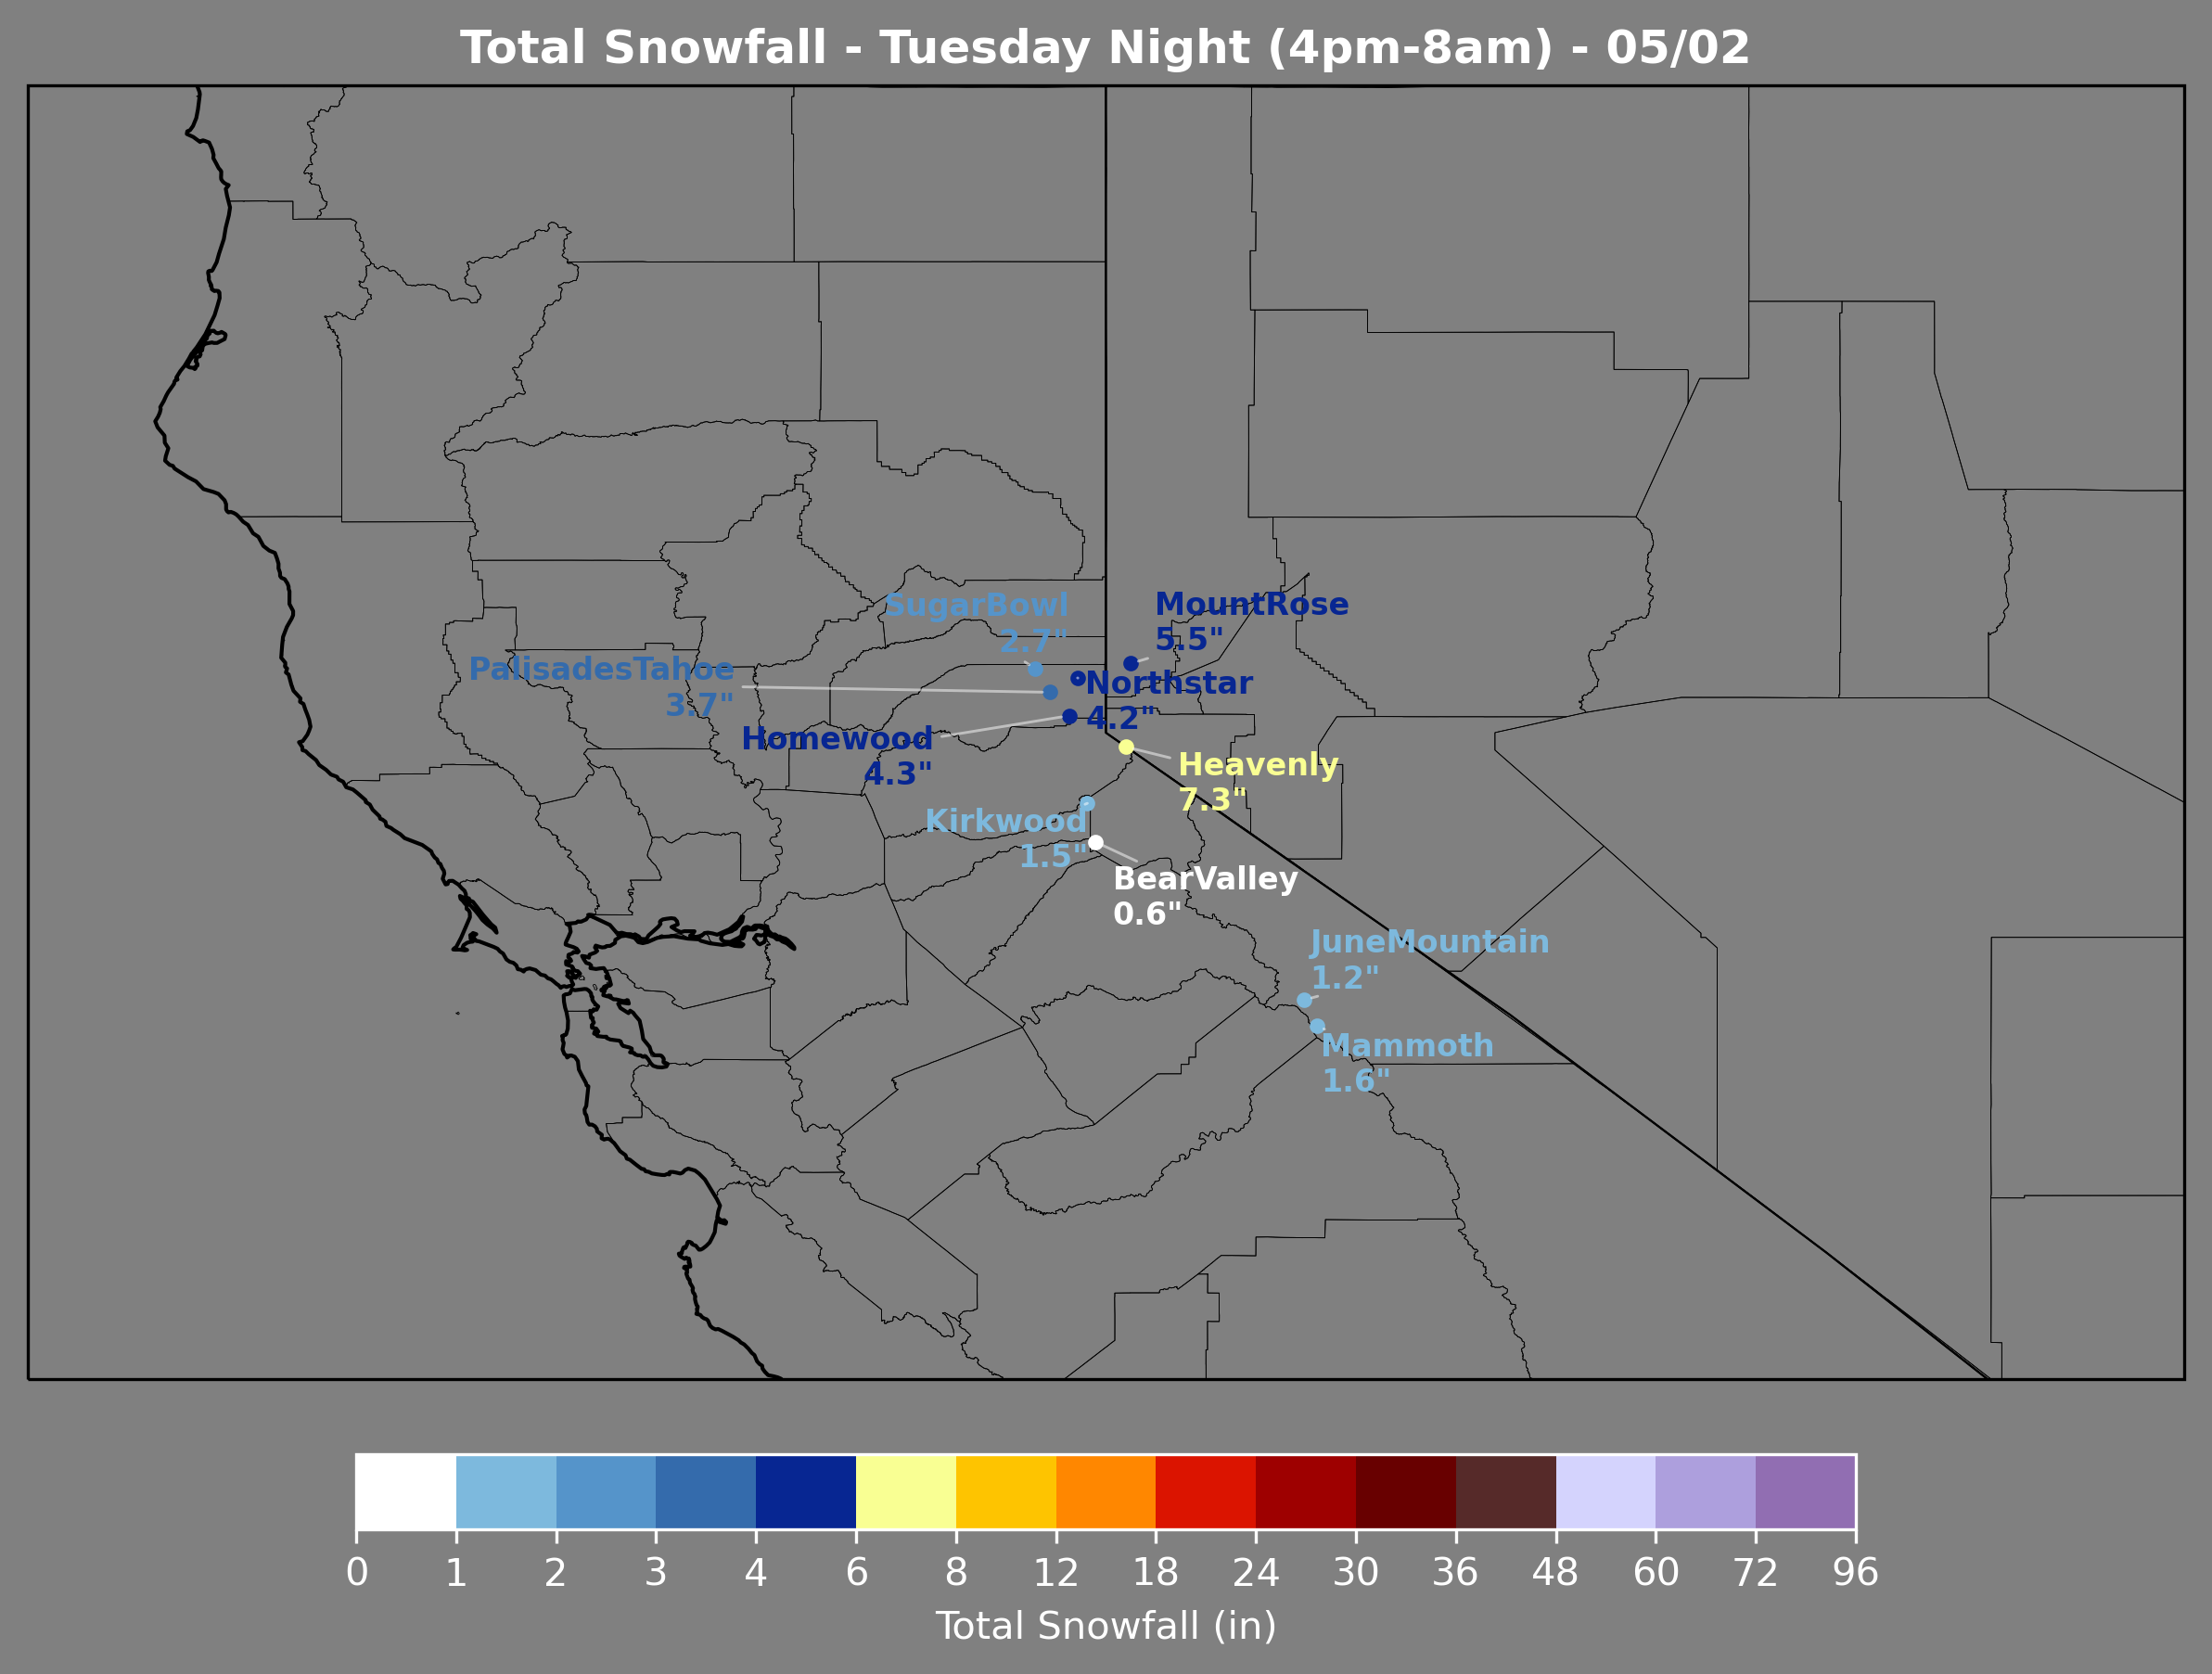 Total Snowfall - Tuesday Night (4pm-8am) - 05/02
SugarBowl
2.7"
MountRose
5.5"
PalisadesTahoe
3.7"
Northstar
4.2"
Homewood
4.3"
Heavenly
7.3"
Kirkwood
1.5"
BearValley
0.6"
JuneMountain
1.2"
Mammoth
1.6"
0 1 2 3 4 6 8 12 18 24 30 36 48 60 72 96
Total Snowfall (in)